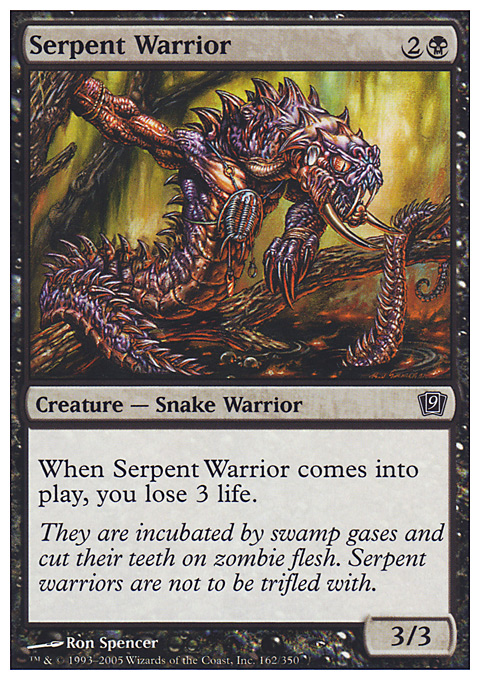 Serpent Warrior 2
Creature — Snake Warrior 9
When Serpent Warrior comes into
play, you lose 3 life.
They are incubated by swamp gases and
cut their teeth on zombie flesh. Serpent
warriors are not to be trifled with.
3/3
Ron Spencer
™ & © 1993–2005 Wizards of the Coast, Inc. 162/350